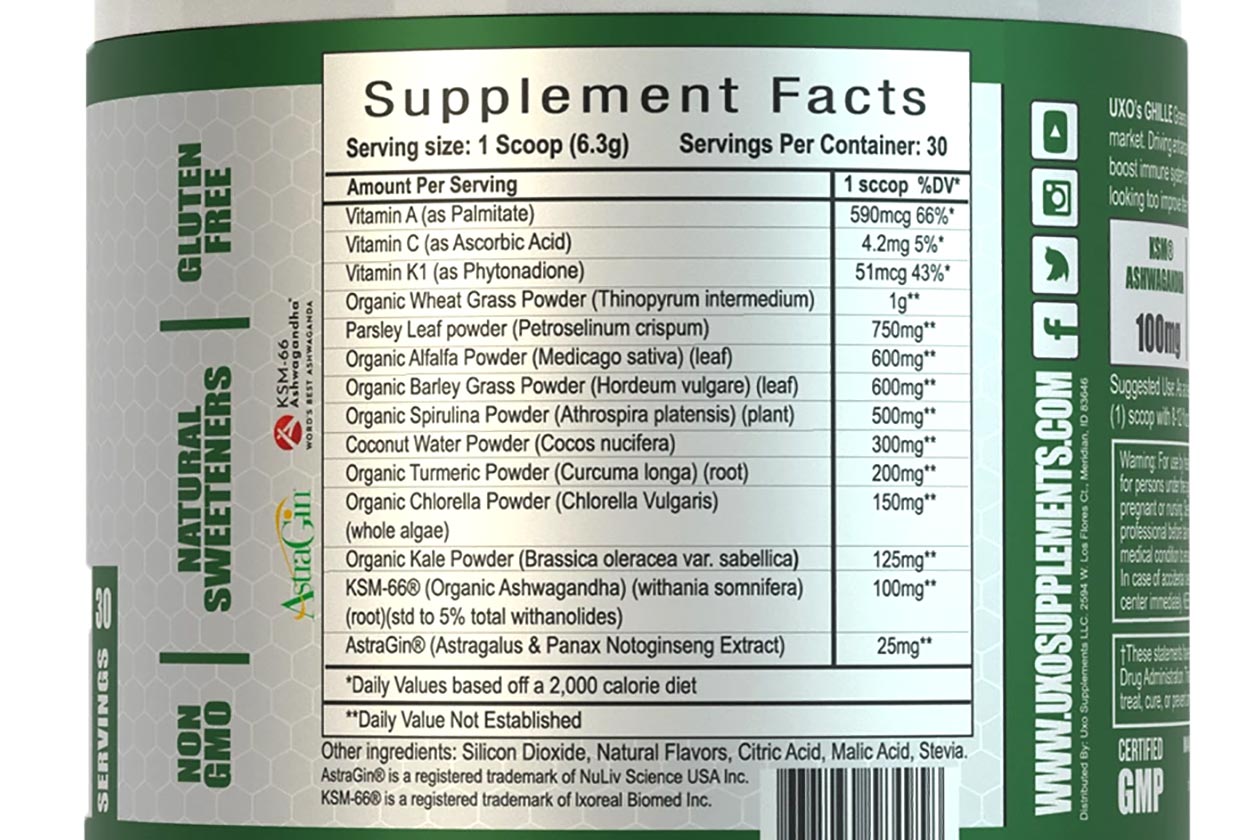 SERVINGS 30
NON
GMO
NATURAL
SWEETENERS
GLUTEN
FREE
AstraGin
KSM-66
Ashwagandha
WORD'S BEST ASHWAGANDA
Supplement Facts
Serving size: 1 Scoop (6.3g) Servings Per Container: 30
Amount Per Serving 1 sccop %DV*
Vitamin A (as Palmitate) 590mcg 66%*
Vitamin C (as Ascorbic Acid) 4.2mg 5%*
Vitamin K1 (as Phytonadione) 51mcg 43%*
Organic Wheat Grass Powder (Thinopyrum intermedium) 1g**
Parsley Leaf powder (Petroselinum crispum) 750mg**
Organic Alfalfa Powder (Medicago sativa) (leaf) 600mg**
Organic Barley Grass Powder (Hordeum vulgare) (leaf) 600mg**
Organic Spirulina Powder (Athrospira platensis) (plant) 500mg**
Coconut Water Powder (Cocos nucifera) 300mg**
Organic Turmeric Powder (Curcuma longa) (root) 200mg**
Organic Chlorella Powder (Chlorella Vulgaris) 150mg**
(whole algae)
Organic Kale Powder (Brassica oleracea var. sabellica) 125mg**
KSM-66® (Organic Ashwagandha) (withania somnifera) 100mg**
(root)(std to 5% total withanolides)
AstraGin® (Astragalus & Panax Notoginseng Extract) 25mg**
*Daily Values based off a 2,000 calorie diet
**Daily Value Not Established
Other ingredients: Silicon Dioxide, Natural Flavors, Citric Acid, Malic Acid, Stevia.
AstraGin® is a registered trademark of NuLiv Science USA Inc.
KSM-66® is a registered trademark of Ixoreal Biomed Inc.
WWW.UXOSUPPLEMENTS.COM
Distributed By: Uxo Supplements LLC. 2594 W. Los Flores Ct., Meridian, ID 83646
UXO's GHILLE
market. Driving
boost immune
looking too improve
KSM®
ASHWAGANDA
100mg
Suggested Use:
(1) scoop with
Warning: For use by
for persons under
pregnant or nursing.
professional before
medical condition
In case of accidental
center immediately.
†These statements
Drug Administration.
treat, cure, or prevent
CERTIFIED
GMP